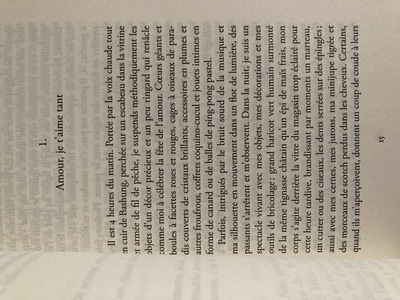 1.
Amour, je t'aime tant
Il est 4 heures du matin. Portée par la voix chaude tout
en cuir de Bashung, perchée sur un escabeau dans la vitrine
et armée de fil de pêche, je suspends méthodiquement les
objets d'un décor précieux et un peu ringard qui renâcle
comme moi à célébrer la fête de l'amour. Cœurs géants et
boules à facettes roses et rouges, cages à oiseaux de para-
dis couverts de cristaux brillants, accessoires en plumes et
autres froufrous, coffrets coquino-cucul et jouets intimes en
forme de canard ou de balles de ping-pong pastel.
Parfois, intrigués par le bruit sourd de la musique et
ma silhouette en mouvement dans un flot de lumière, des
passants s'arrêtent et m'observent. Dans la nuit, je suis un
spectacle vivant avec mes objets, mes décorations et mes
outils de bricolage ; grand haricot vert humain surmonté
de la même tignasse châtain qu'un épi de maïs frais, mon
corps s'agite derrière la vitre du magasin trop éclairé pour
cette heure tardive, brandissant par moments un marteau,
un cutter ou des ciseaux, les dents serrées sur des épingles ;
aussi avec mes cernes, mes jurons, ma minijupe tigrée et
des morceaux de scotch perdus dans les cheveux. Certains,
quand ils m'aperçoivent, donnent un coup de coude à leurs
15